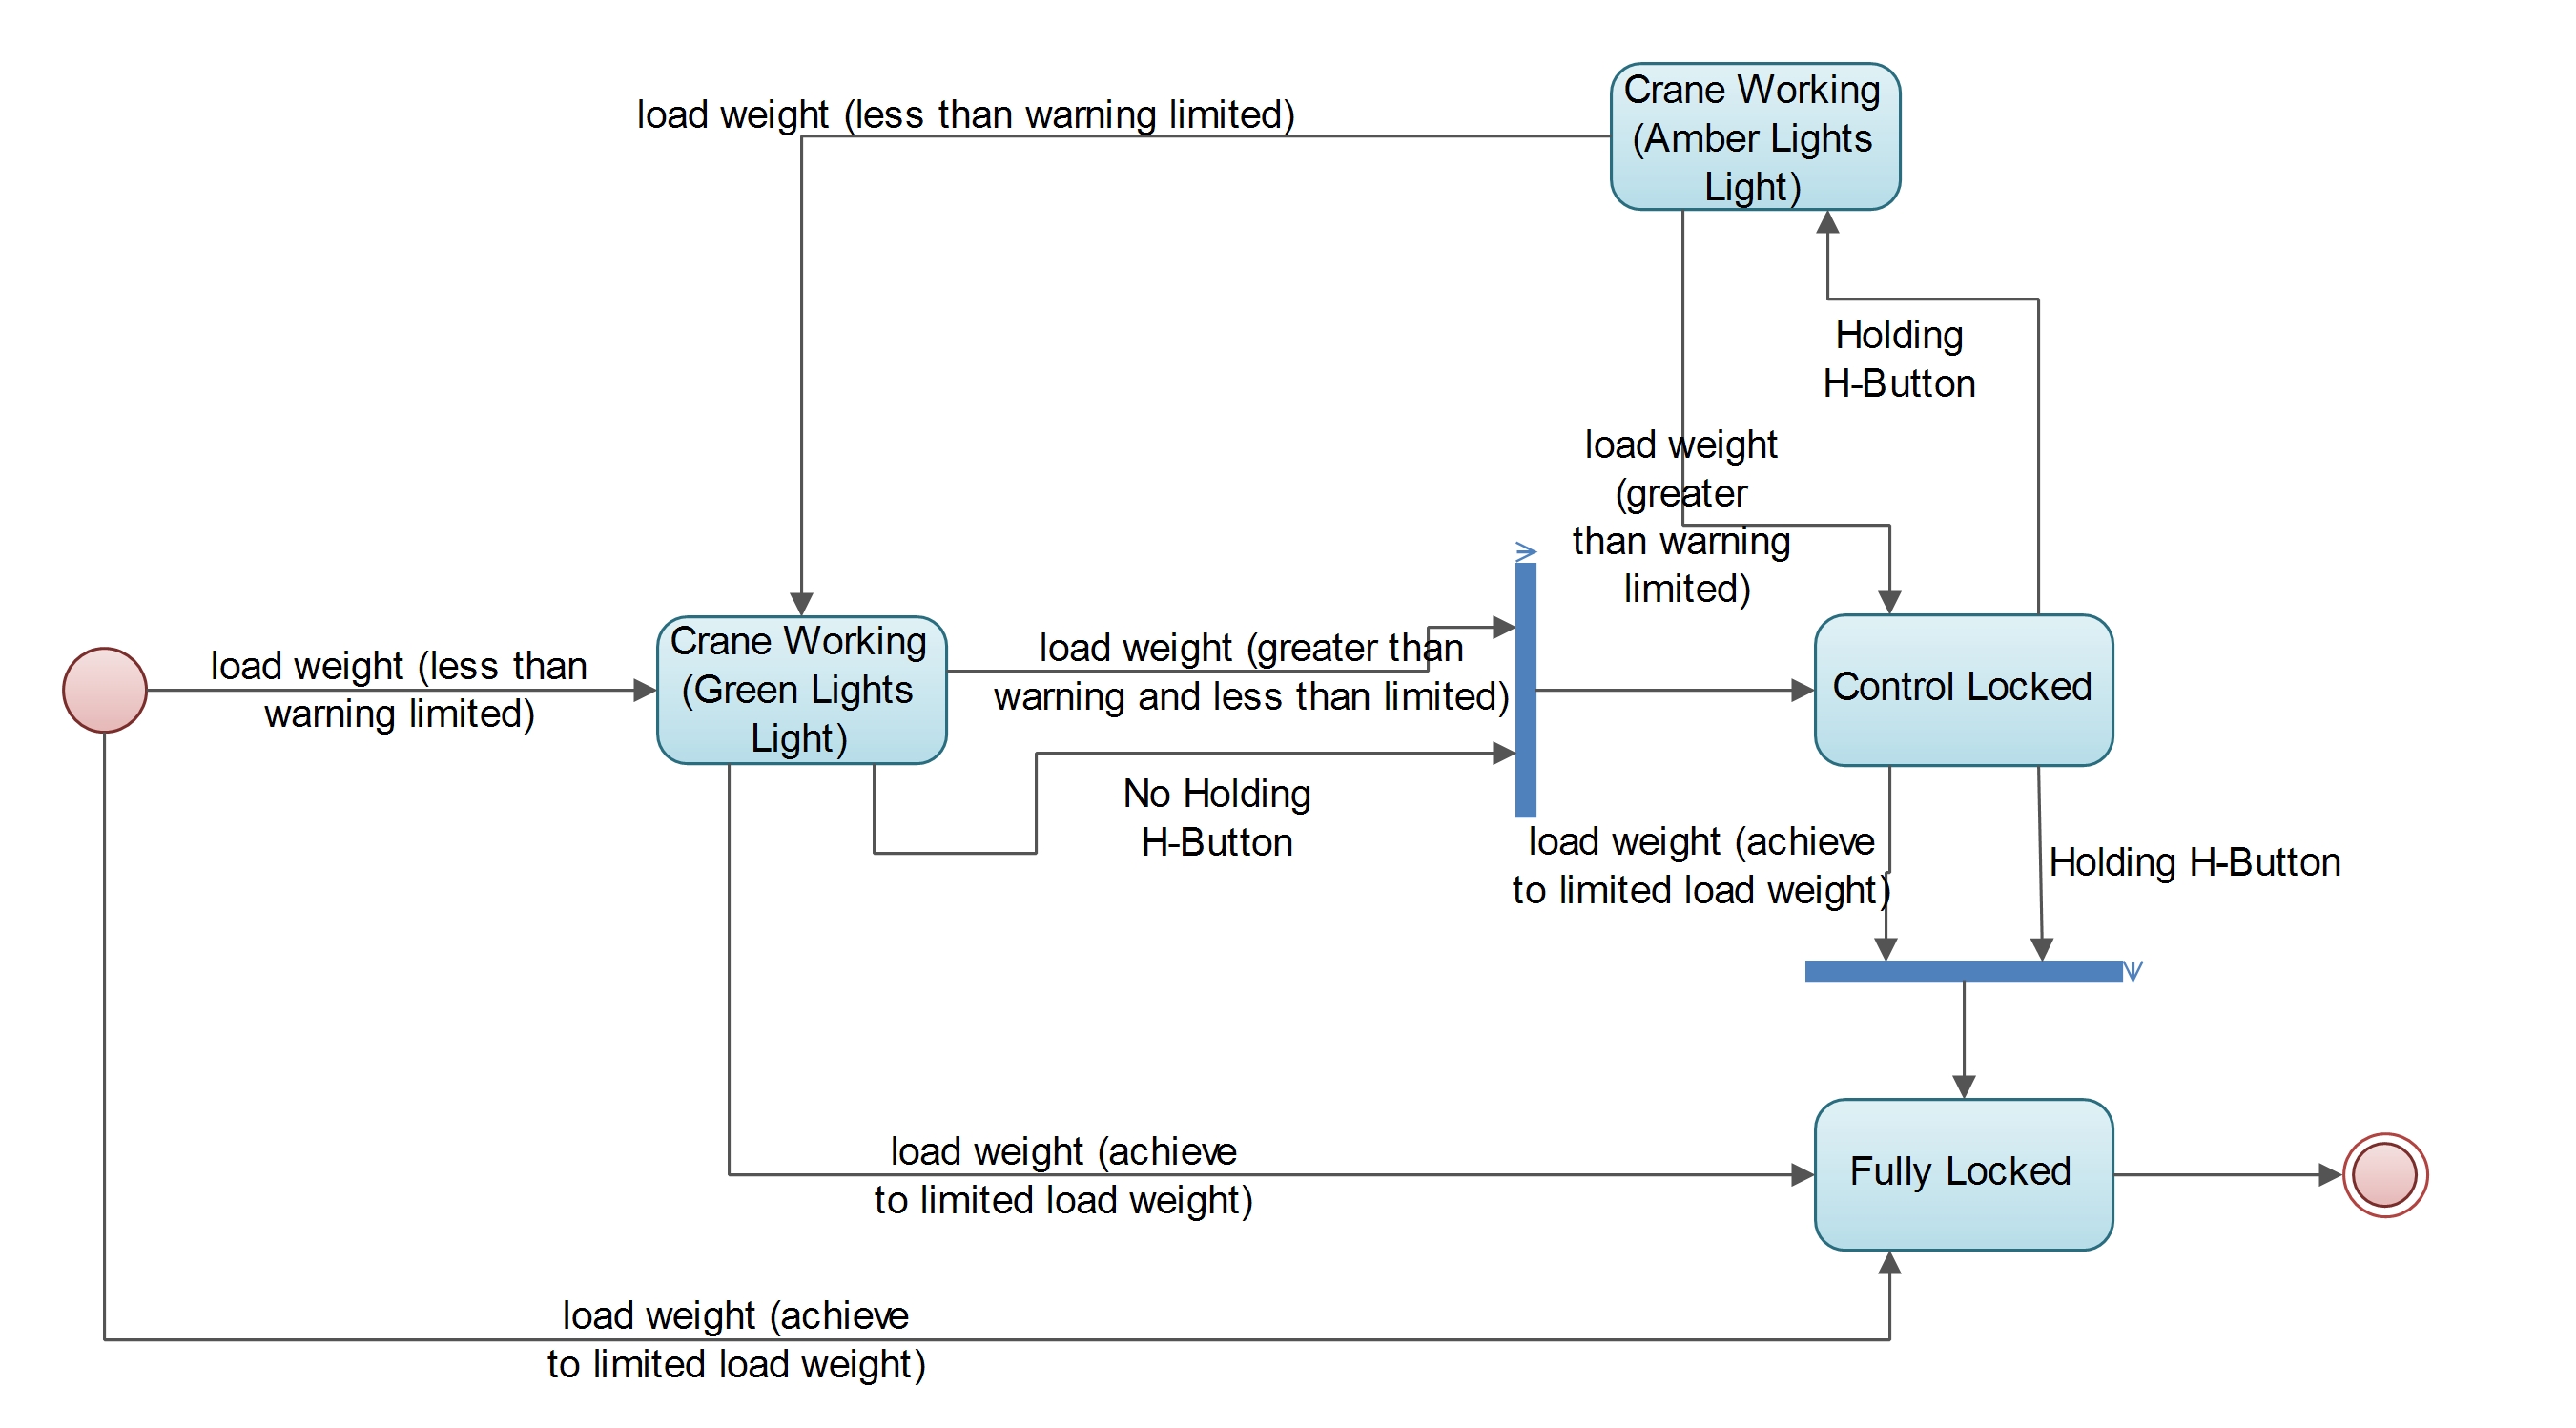 Crane Working
(Amber Lights
Light)
load weight (less than warning limited)
Holding
H-Button
load weight
(greater
than warning
limited)
Crane Working
(Green Lights
Light)
load weight (less than
warning limited)
load weight (greater than
warning and less than limited)
Control Locked
No Holding
H-Button
load weight (achieve
to limited load weight)
Holding H-Button
load weight (achieve
to limited load weight)
Fully Locked
load weight (achieve
to limited load weight)